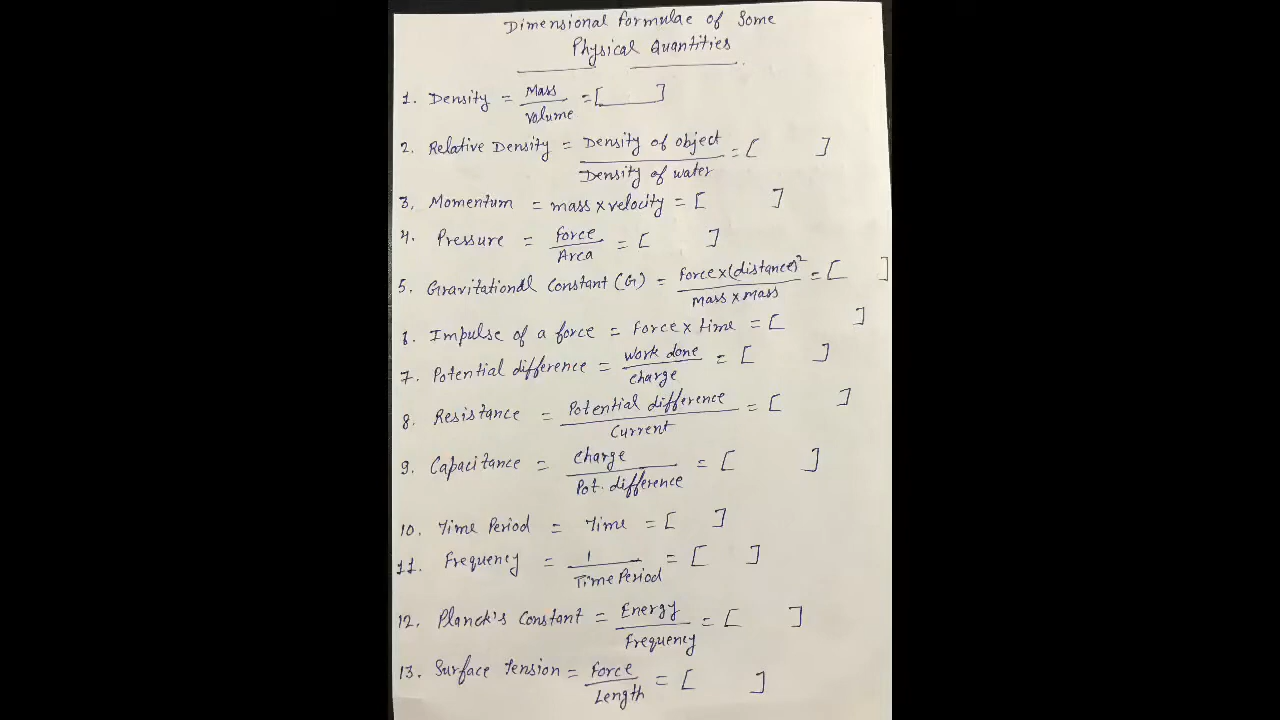 Dimensional formulae of Some
Physical Quantities
1. Density = Mass / Volume = [ ]
2. Relative Density = Density of object / Density of water = [ ]
3. Momentum = mass x velocity = [ ]
4. Pressure = force / Area = [ ]
5. Gravitational Constant (G) = force x (distance)² / mass x mass = [ ]
6. Impulse of a force = force x time = [ ]
7. Potential difference = work done / charge = [ ]
8. Resistance = Potential difference / Current = [ ]
9. Capacitance = Charge / Pot. difference = [ ]
10. Time Period = Time = [ ]
11. Frequency = 1 / Time Period = [ ]
12. Planck's Constant = Energy / Frequency = [ ]
13. Surface tension = force / Length = [ ]